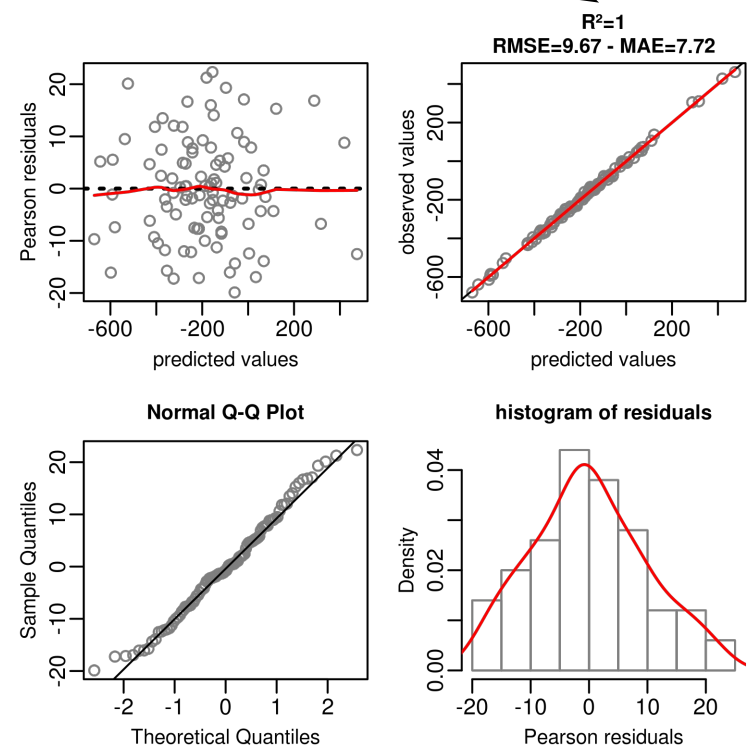 R²=1
RMSE=9.67 - MAE=7.72
Pearson residuals
20
10
0
-10
-20
-600
-200
200
predicted values
observed values
200
-200
-600
-600
-200
200
predicted values
Normal Q-Q Plot
Sample Quantiles
20
10
0
-10
-20
-2
-1
0
1
2
Theoretical Quantiles
histogram of residuals
Density
0.04
0.02
0.00
-20
-10
0
10
20
Pearson residuals